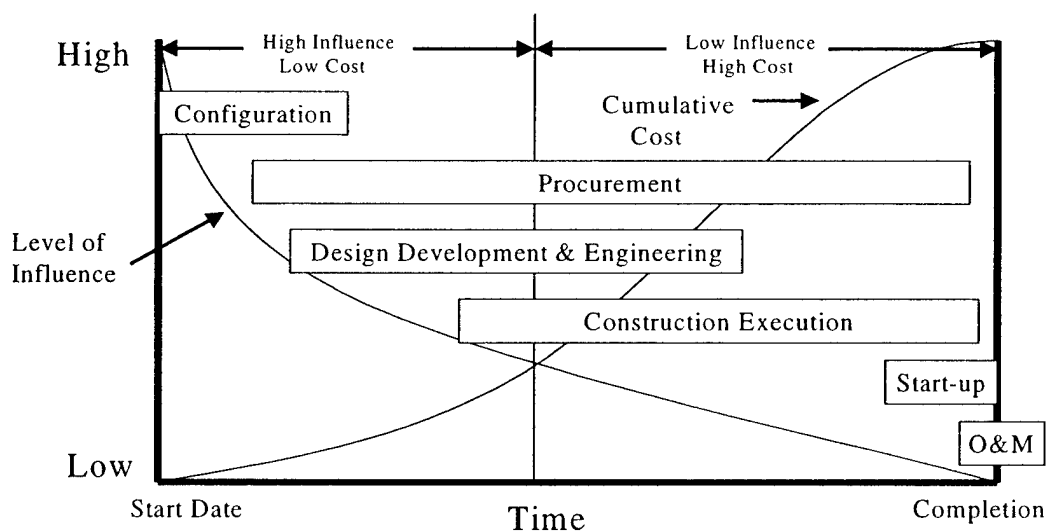 High
High Influence
Low Cost
Low Influence
High Cost
Configuration
Cumulative
Cost
Procurement
Level of
Influence
Design Development & Engineering
Construction Execution
Start-up
O&M
Low
Start Date
Time
Completion